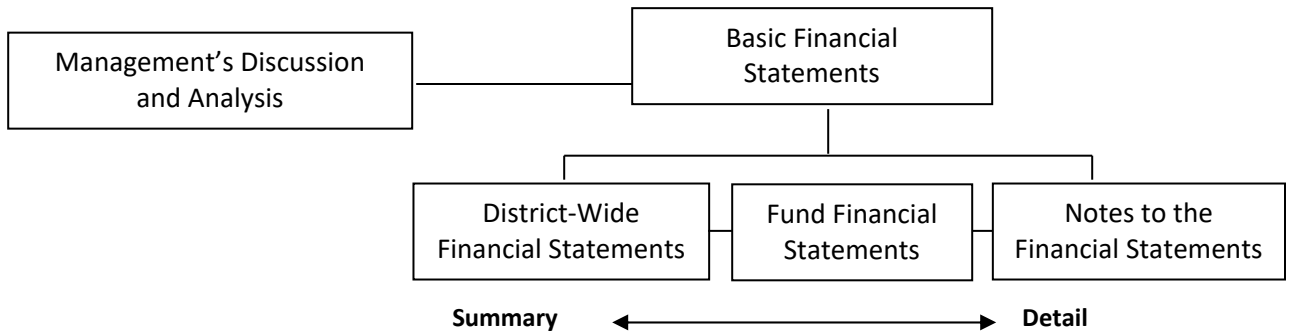 Management’s Discussion
and Analysis
Basic Financial
Statements
District-Wide
Financial Statements
Fund Financial
Statements
Notes to the
Financial Statements
Summary
Detail